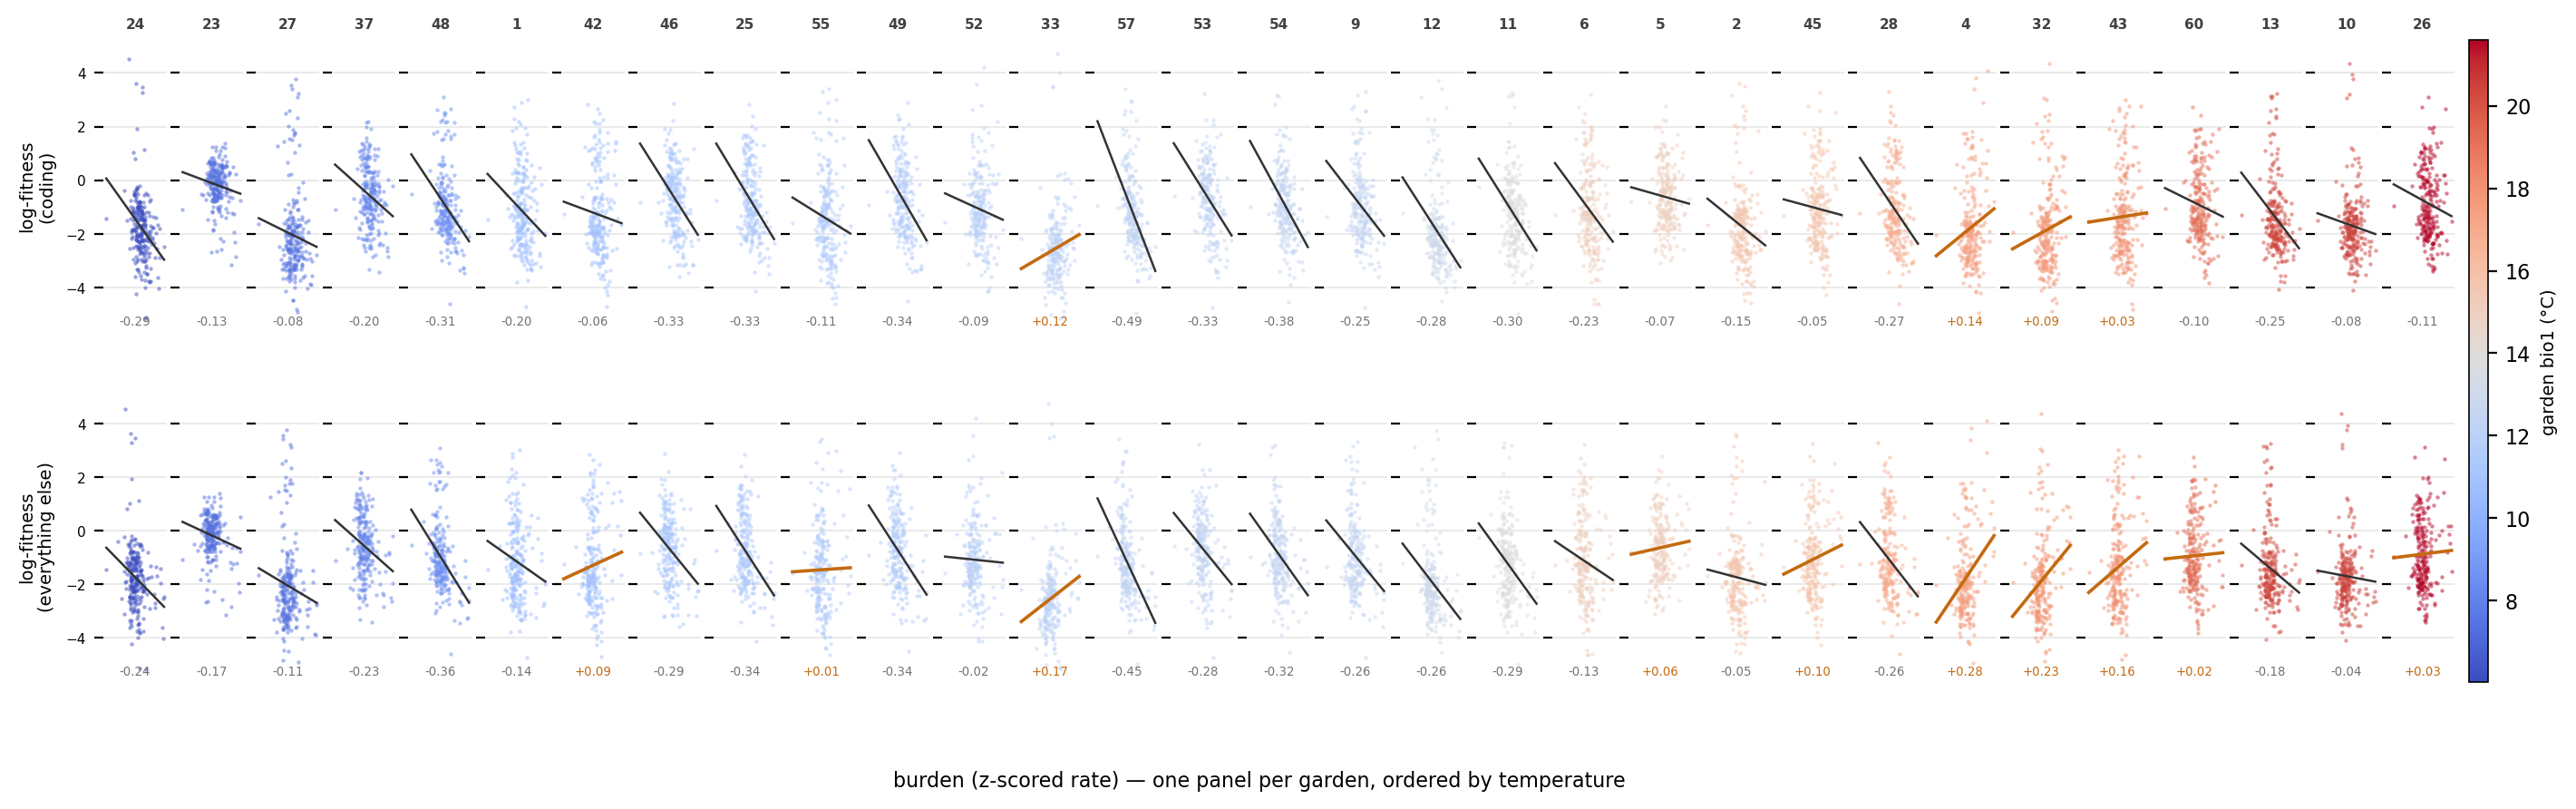 24 23 27 37 48 1 42 46 25 55 49 52 33 57 53 54 9 12 11 6 5 2 45 28 4 32 43 60 13 10 26
4
2
0
−2
−4
log-fitness
(coding)
-0.29 -0.13 -0.08 -0.20 -0.31 -0.20 -0.06 -0.33 -0.33 -0.11 -0.34 -0.09 +0.12 -0.49 -0.33 -0.38 -0.25 -0.28 -0.30 -0.23 -0.07 -0.15 -0.05 -0.27 +0.14 +0.09 +0.03 -0.10 -0.25 -0.08 -0.11
4
2
0
−2
−4
log-fitness
(everything else)
-0.24 -0.17 -0.11 -0.23 -0.36 -0.14 +0.09 -0.29 -0.34 +0.01 -0.34 -0.02 +0.17 -0.45 -0.28 -0.32 -0.26 -0.26 -0.29 -0.13 +0.06 -0.05 +0.10 -0.26 +0.28 +0.23 +0.16 +0.02 -0.18 -0.04 +0.03
20
18
16
14
12
10
8
garden bio1 (°C)
burden (z-scored rate) — one panel per garden, ordered by temperature